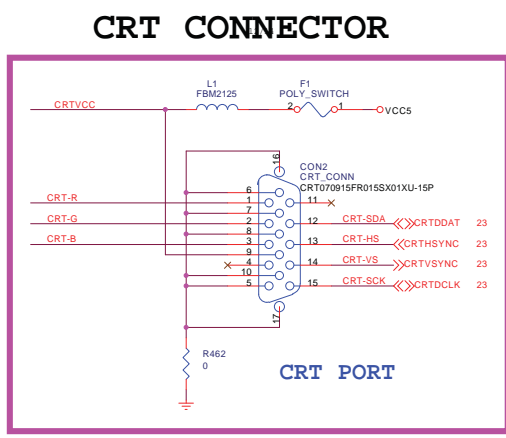 CRT CONNECTOR
L1
FBM2125
F1
POLY_SWITCH
CRTVCC
2
1
VCC5
16
CON2
CRT_CONN
CRT070915FR015SX01XU-15P
6
CRT-R
1
11
7
CRT-G
2
12
CRT-SDA
CRTDDAT
23
8
CRT-B
3
13
CRT-HS
CRTHSYNC
23
9
4
14
CRT-VS
CRTVSYNC
23
10
5
15
CRT-SCK
CRTDCLK
23
17
R462
0
CRT PORT